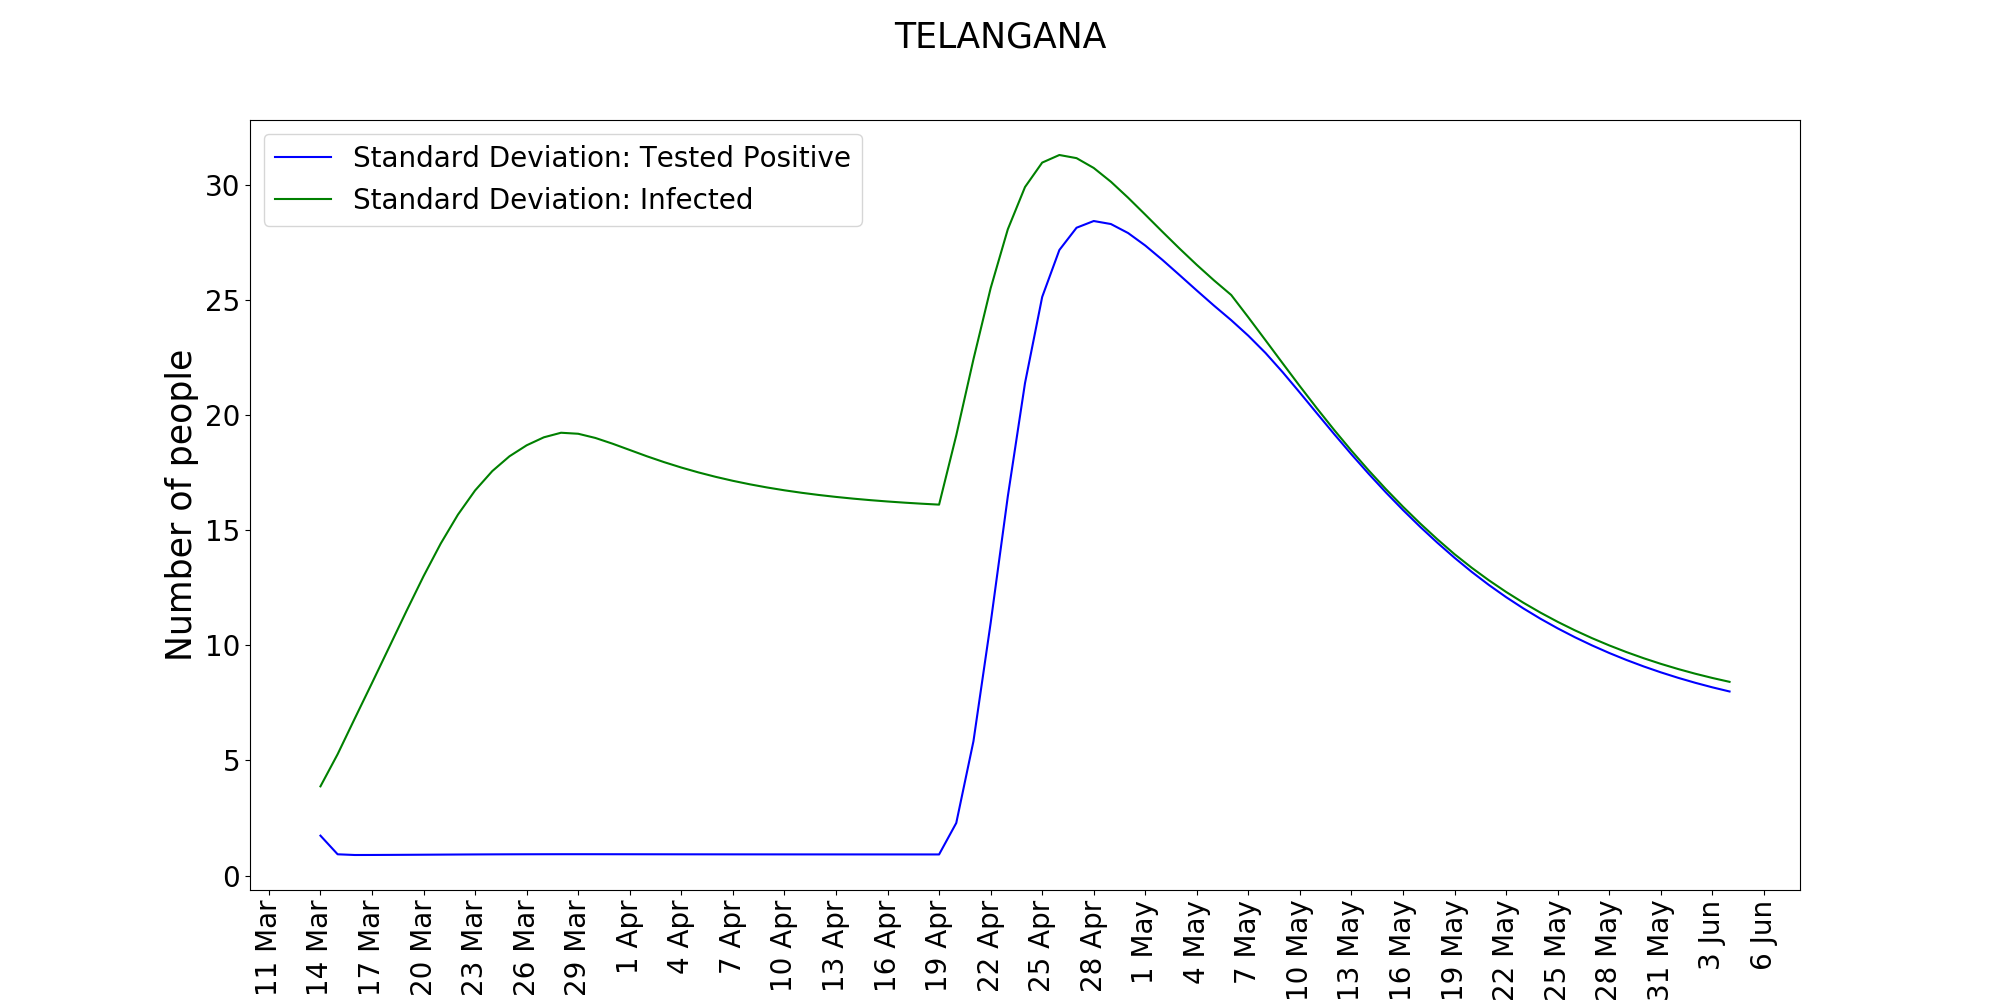 TELANGANA
Standard Deviation: Tested Positive
Standard Deviation: Infected
Number of people
30
25
20
15
10
5
0
11 Mar
14 Mar
17 Mar
20 Mar
23 Mar
26 Mar
29 Mar
1 Apr
4 Apr
7 Apr
10 Apr
13 Apr
16 Apr
19 Apr
22 Apr
25 Apr
28 Apr
1 May
4 May
7 May
10 May
13 May
16 May
19 May
22 May
25 May
28 May
31 May
3 Jun
6 Jun